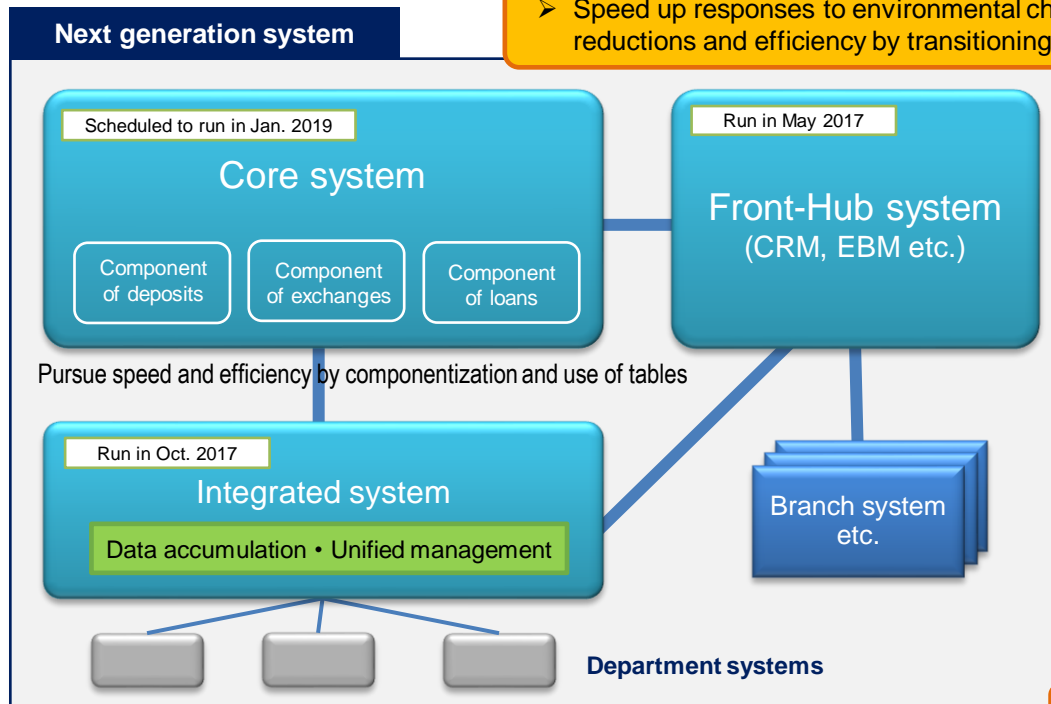 ➢ Speed up responses to environmental ch
reductions and efficiency by transitioning
Next generation system
Scheduled to run in Jan. 2019
Core system
Component
of deposits
Component
of exchanges
Component
of loans
Run in May 2017
Front-Hub system
(CRM, EBM etc.)
Pursue speed and efficiency by componentization and use of tables
Run in Oct. 2017
Integrated system
Data accumulation・Unified management
Branch system
etc.
Department systems